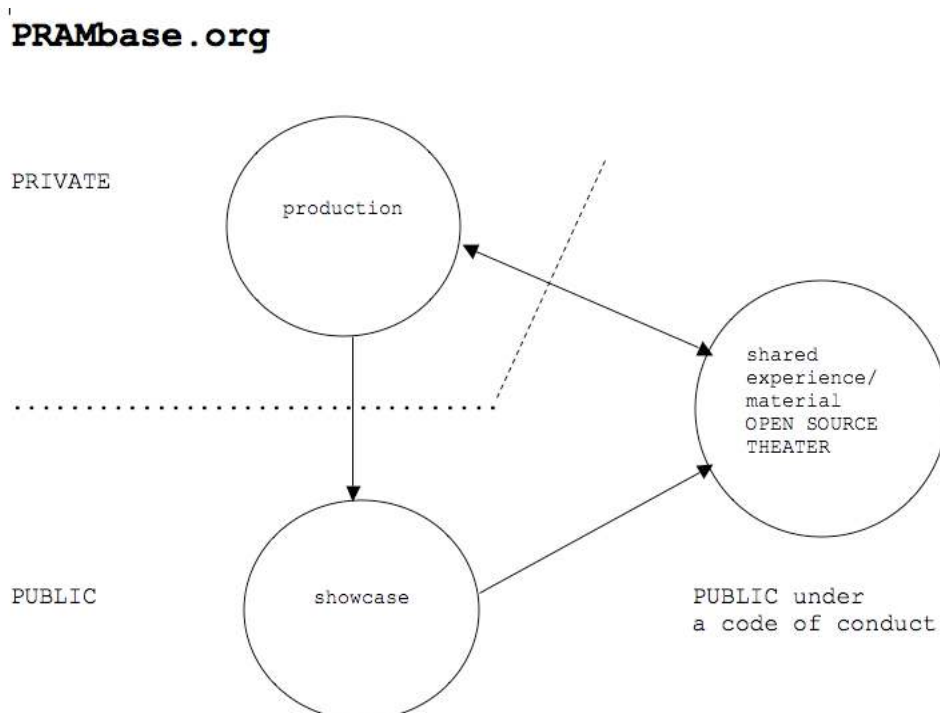 PRAMbase.org
PRIVATE
production
shared
experience/
material
OPEN SOURCE
THEATER
PUBLIC
showcase
PUBLIC under
a code of conduct